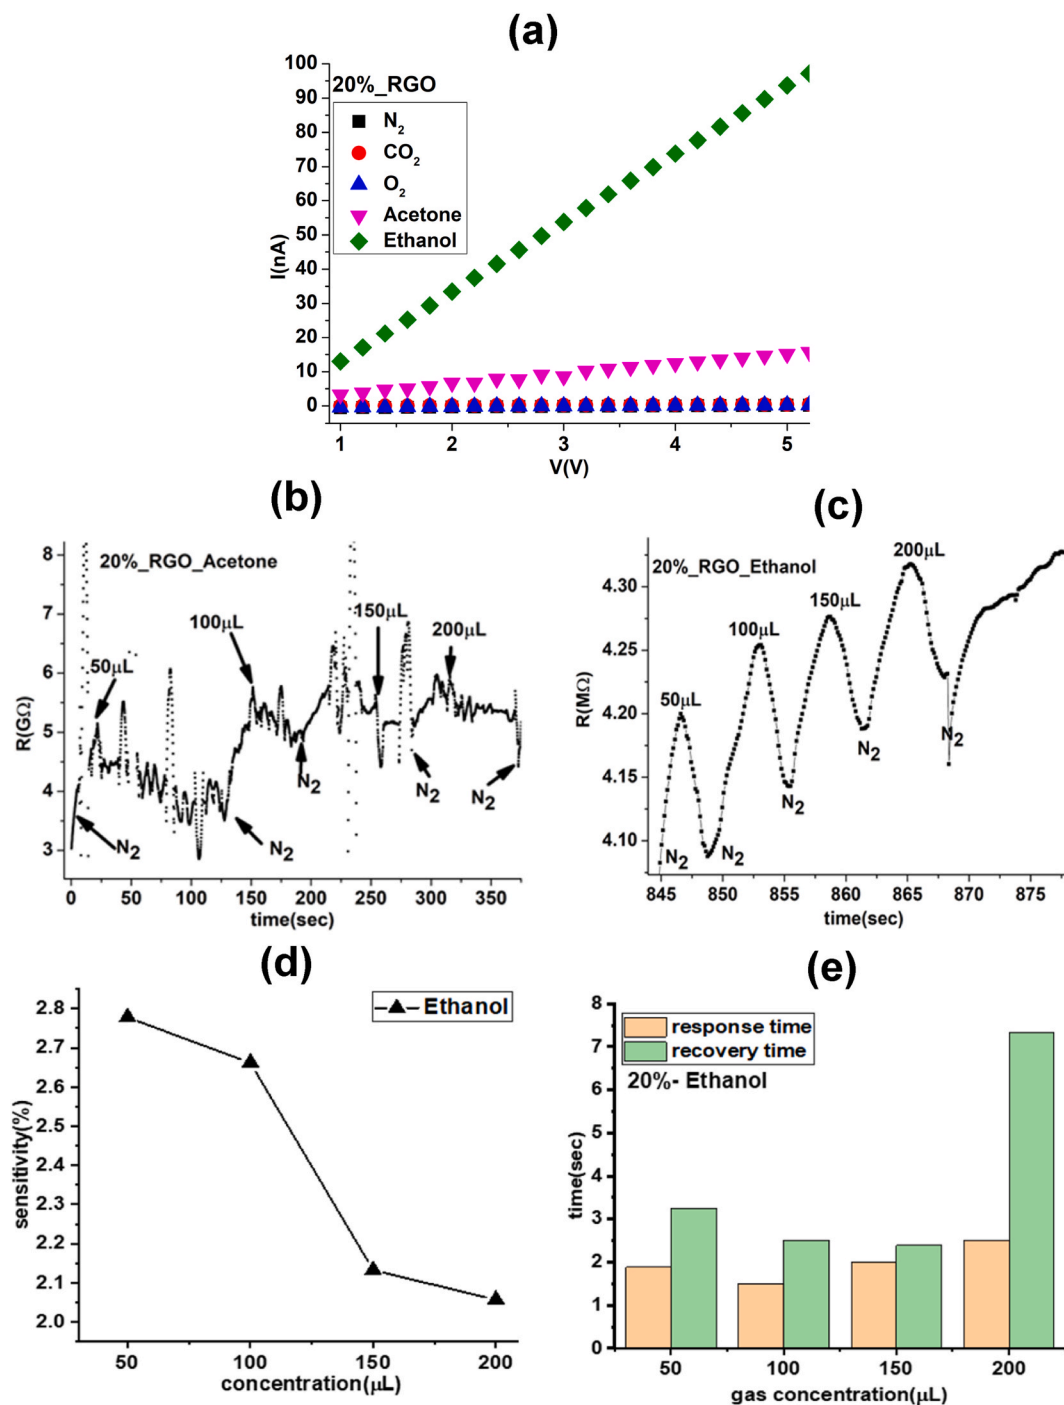 (a)
100
90
80
70
60
50
40
30
20
10
0
I(nA)
20%_RGO
N₂
CO₂
O₂
Acetone
Ethanol
1 2 3 4 5
V(V)
(b)
8
7
6
5
4
3
R(GΩ)
20%_RGO_Acetone
50μL
100μL
150μL
200μL
N₂
N₂
N₂
N₂
N₂
0 50 100 150 200 250 300 350
time(sec)
(c)
4.30
4.25
4.20
4.15
4.10
R(MΩ)
20%_RGO_Ethanol
200μL
150μL
100μL
50μL
N₂
N₂
N₂
N₂
N₂
845 850 855 860 865 870 875
time(sec)
(d)
2.8
2.7
2.6
2.5
2.4
2.3
2.2
2.1
2.0
sensitivity(%)
Ethanol
50 100 150 200
concentration(μL)
(e)
8
7
6
5
4
3
2
1
0
time(sec)
response time
recovery time
20%- Ethanol
50 100 150 200
gas concentration(μL)